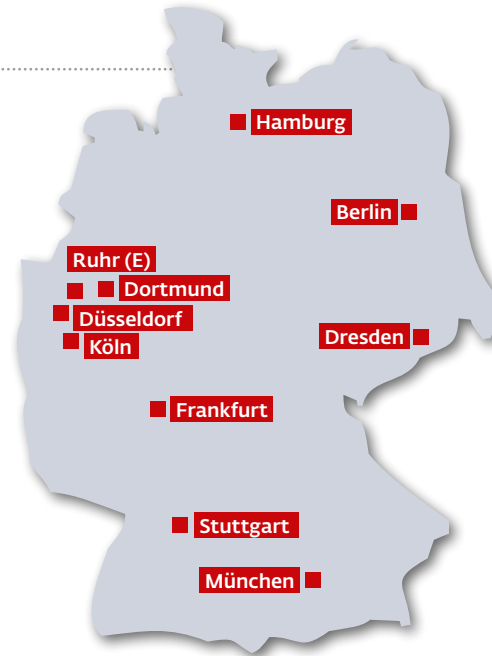 Hamburg
Berlin
Ruhr (E)
Dortmund
Düsseldorf
Dresden
Köln
Frankfurt
Stuttgart
München